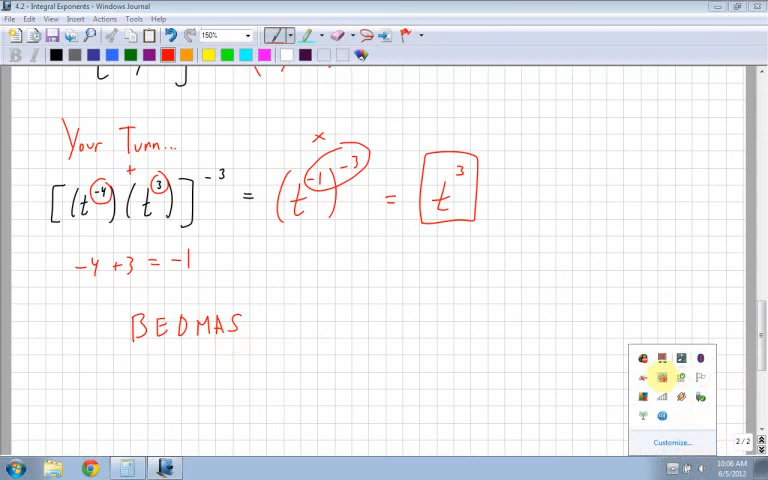 4.2 - Integral Exponents - Windows Journal
File Edit View Insert Actions Tools Help
150%
B I
Your Turn...
[(t⁻⁴)(t³)]⁻³ = (t⁻¹)⁻³ = t³
+
×
-4 + 3 = -1
BEDMAS
Customize...
2 / 2
10:06 AM
6/5/2012